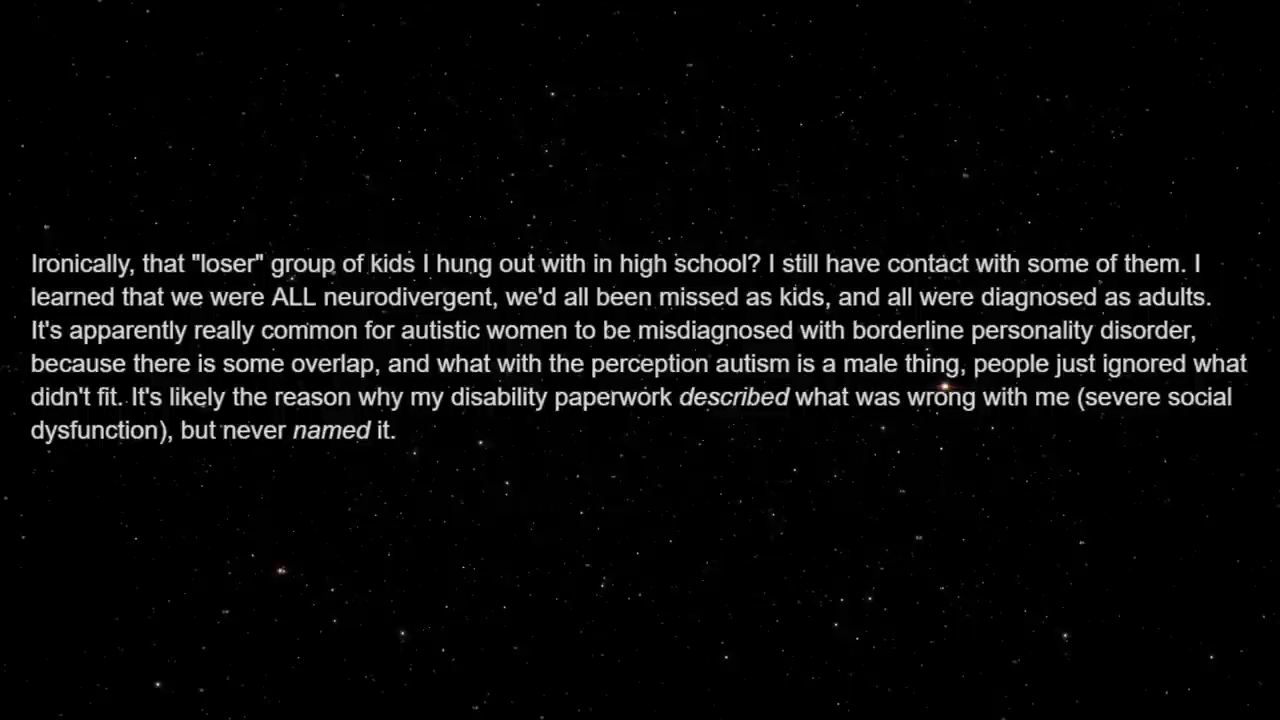 Ironically, that "loser" group of kids I hung out with in high school? I still have contact with some of them. I
learned that we were ALL neurodivergent, we'd all been missed as kids, and all were diagnosed as adults.
It's apparently really common for autistic women to be misdiagnosed with borderline personality disorder,
because there is some overlap, and what with the perception autism is a male thing, people just ignored what
didn't fit. It's likely the reason why my disability paperwork described what was wrong with me (severe social
dysfunction), but never named it.